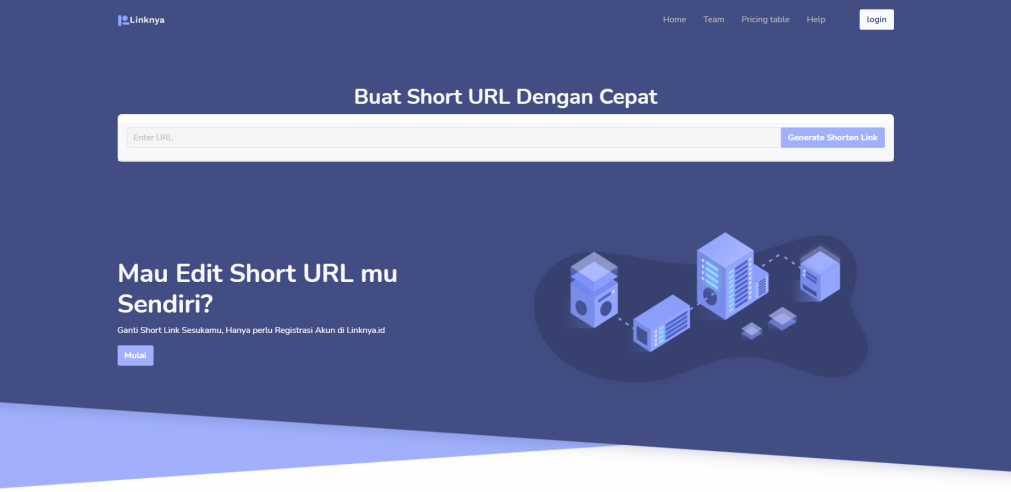 Linknya
Home Team Pricing table Help login
Buat Short URL Dengan Cepat
Enter URL Generate Shorten Link
Mau Edit Short URL mu
Sendiri?
Ganti Short Link Sesukamu, Hanya perlu Registrasi Akun di Linknya.id
Mulai